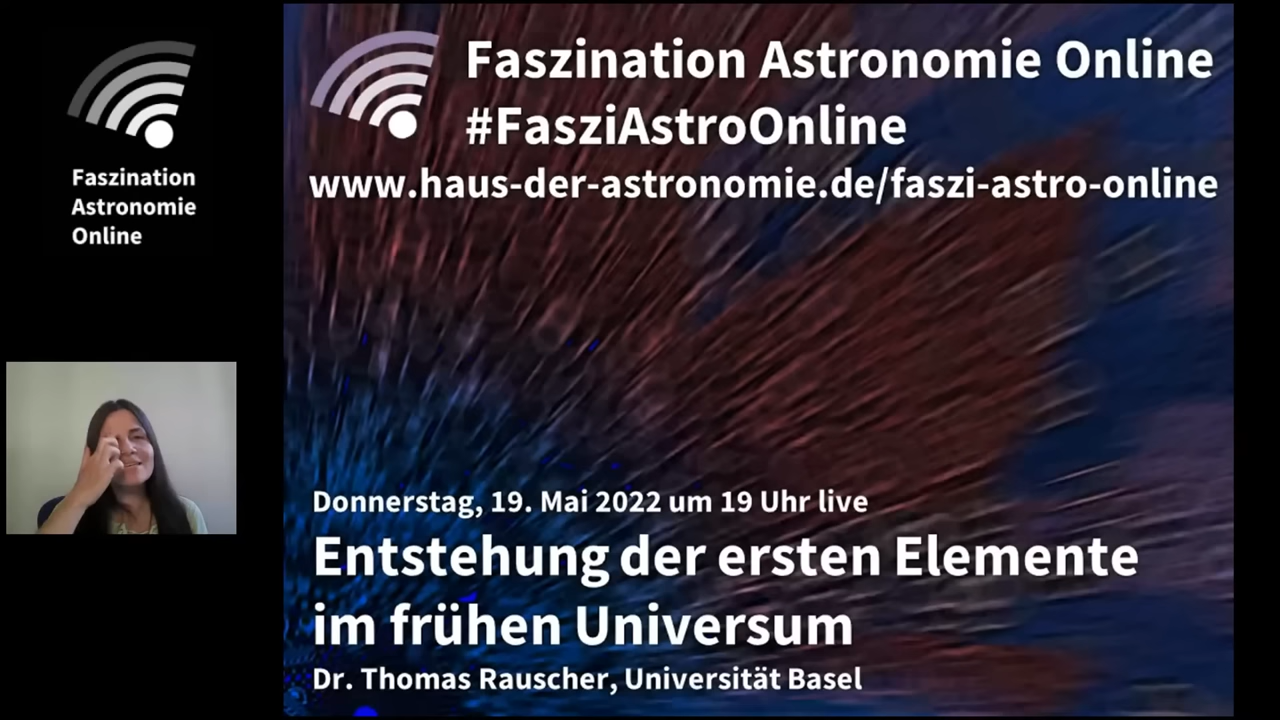 Faszination
Astronomie
Online
Faszination Astronomie Online
#FasziAstroOnline
www.haus-der-astronomie.de/faszi-astro-online
Donnerstag, 19. Mai 2022 um 19 Uhr live
Entstehung der ersten Elemente
im frühen Universum
Dr. Thomas Rauscher, Universität Basel